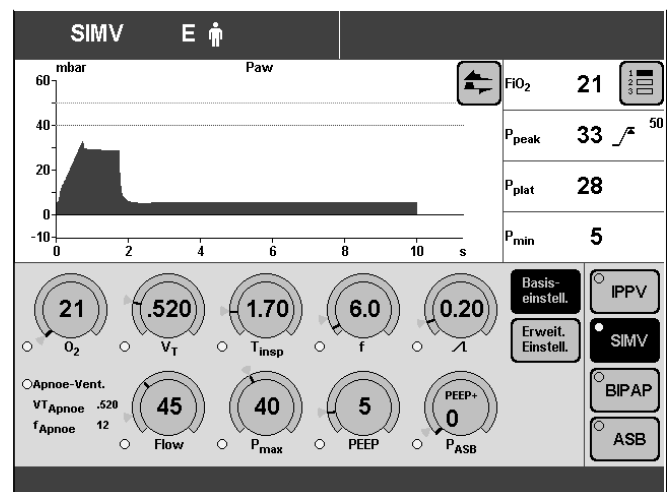 SIMV E
mbar Paw
60
40
20
0
-10
0 2 4 6 8 10 s
FiO2 21 1 2 3
Ppeak 33 50
Pplat 28
Pmin 5
21 .520 1.70 6.0 0.20
O2 VT Tinsp f
Basis-
einstell.
Erweit.
Einstell.
IPPV
SIMV
BIPAP
ASB
Apnoe-Vent.
VTApnoe .520
fApnoe 12
45 40 5 PEEP+ 0
Flow Pmax PEEP PASB